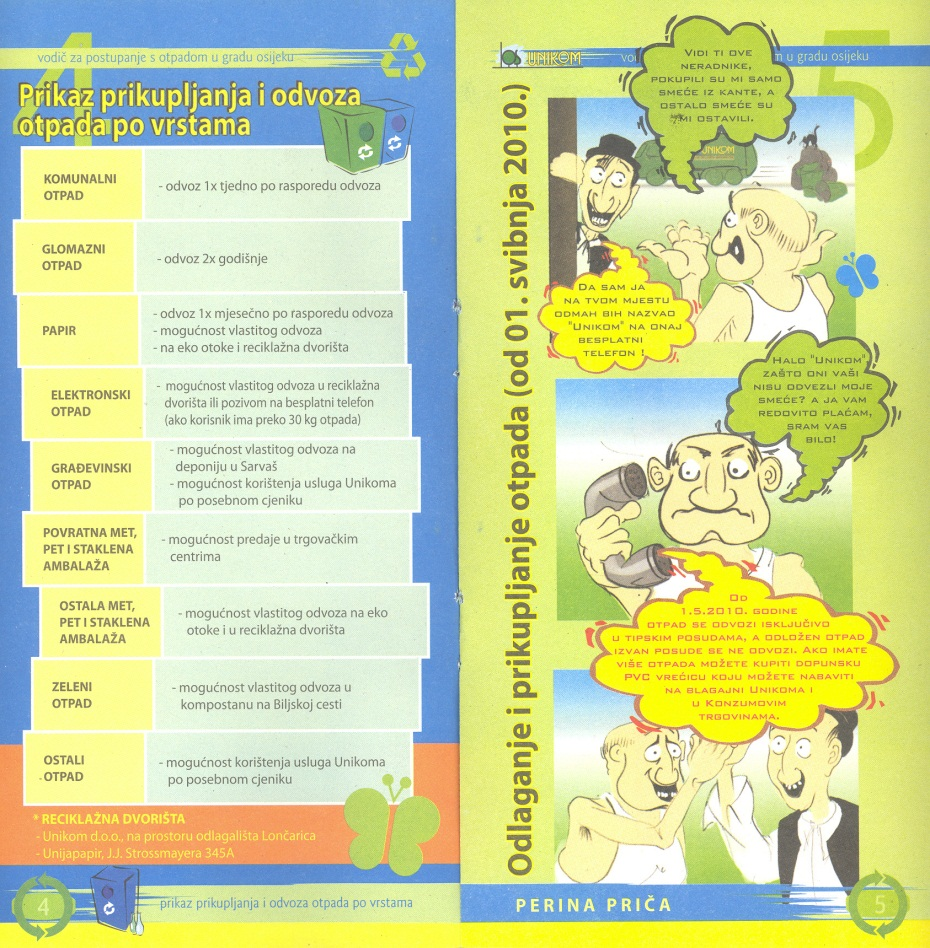 4
vodič za postupanje s otpadom u gradu osijeku
Prikaz prikupljanja i odvoza
otpada po vrstama
KOMUNALNI
OTPAD
- odvoz 1x tjedno po rasporedu odvoza
GLOMAZNI
OTPAD
- odvoz 2x godišnje
PAPIR
- odvoz 1x mjesečno po rasporedu odvoza
- mogućnost vlastitog odvoza
- na eko otoke i reciklažna dvorišta
ELEKTRONSKI
OTPAD
- mogućnost vlastitog odvoza u reciklažna
dvorišta ili pozivom na besplatni telefon
(ako korisnik ima preko 30 kg otpada)
GRAĐEVINSKI
OTPAD
- mogućnost vlastitog odvoza na
deponiju u Sarvaš
- mogućnost korištenja usluga Unikoma
po posebnom cjeniku
POVRATNA MET,
PET I STAKLENA
AMBALAŽA
- mogućnost predaje u trgovačkim
centrima
OSTALA MET,
PET I STAKLENA
AMBALAŽA
- mogućnost vlastitog odvoza na eko
otoke i u reciklažna dvorišta
ZELENI
OTPAD
- mogućnost vlastitog odvoza u
kompostanu na Biljskoj cesti
OSTALI
OTPAD
- mogućnost korištenja usluga Unikoma
po posebnom cjeniku
* RECIKLAŽNA DVORIŠTA
- Unikom d.o.o., na prostoru odlagališta Lončarica
- Unijapapir, J.J. Strossmayera 345A
4
prikaz prikupljanja i odvoza otpada po vrstama
UNIKOM
vod m u gradu osijeku
5
Odlaganje i prikupljanje otpada (od 01. svibnja 2010.)
VIDI TI OVE
NERADNIKE,
POKUPILI SU MI SAMO
SMEĆE IZ KANTE, A
OSTALO SMEĆE SU
MI OSTAVILI.
UNIKOM
DA SAM JA
NA TVOM MJESTU
ODMAH BIH NAZVAO
"UNIKOM" NA ONAJ
BESPLATNI
TELEFON !
HALO "UNIKOM",
ZAŠTO ONI VAŠI
NISU ODVEZLI MOJE
SMEĆE? A JA VAM
REDOVITO PLAĆAM,
SRAM VAS
BILO!
OD
1.5.2010. GODINE
OTPAD SE ODVOZI ISKLJUČIVO
U TIPSKIM POSUDAMA, A ODLOŽEN OTPAD
IZVAN POSUDE SE NE ODVOZI. AKO IMATE
VIŠE OTPADA MOŽETE KUPITI DOPUNSKU
PVC VREĆICU KOJU MOŽETE NABAVITI
NA BLAGAJNI UNIKOMA I
U KONZUMOVIM
TRGOVINAMA.
PERINA PRIČA
5